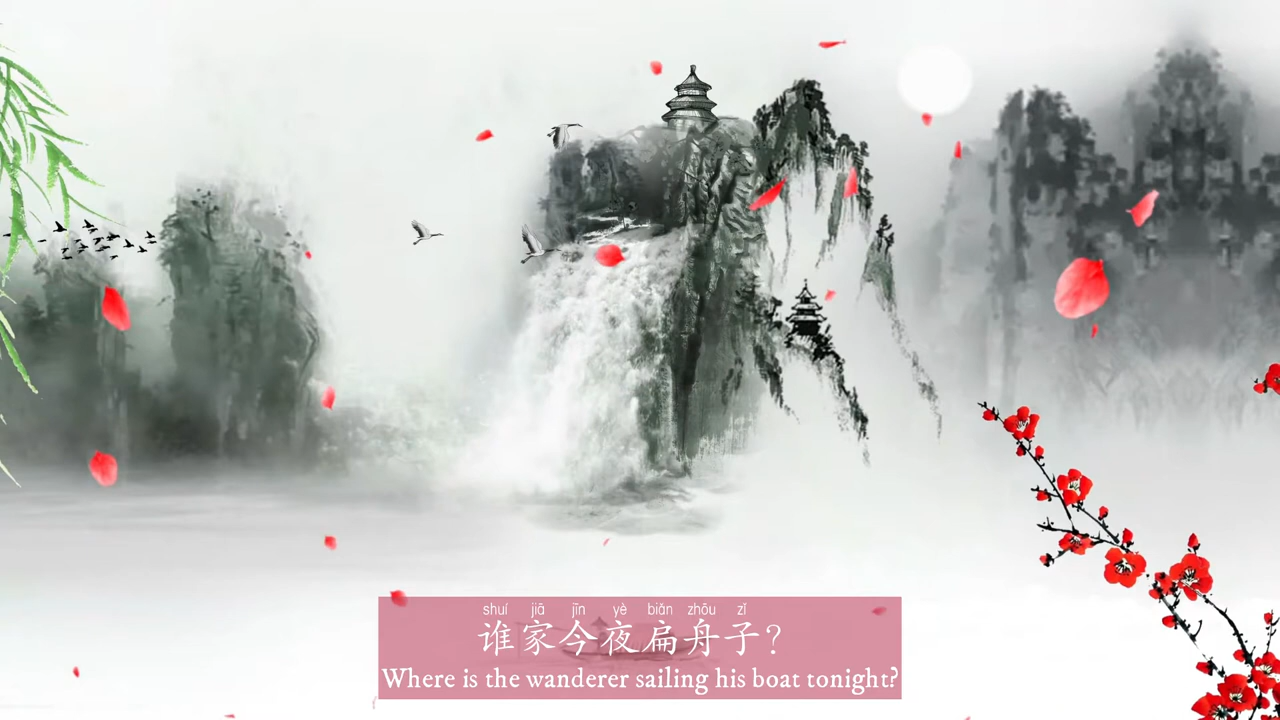 shuí jiā jīn yè biǎn zhōu zǐ
谁家今夜扁舟子?
Where is the wanderer sailing his boat tonight?